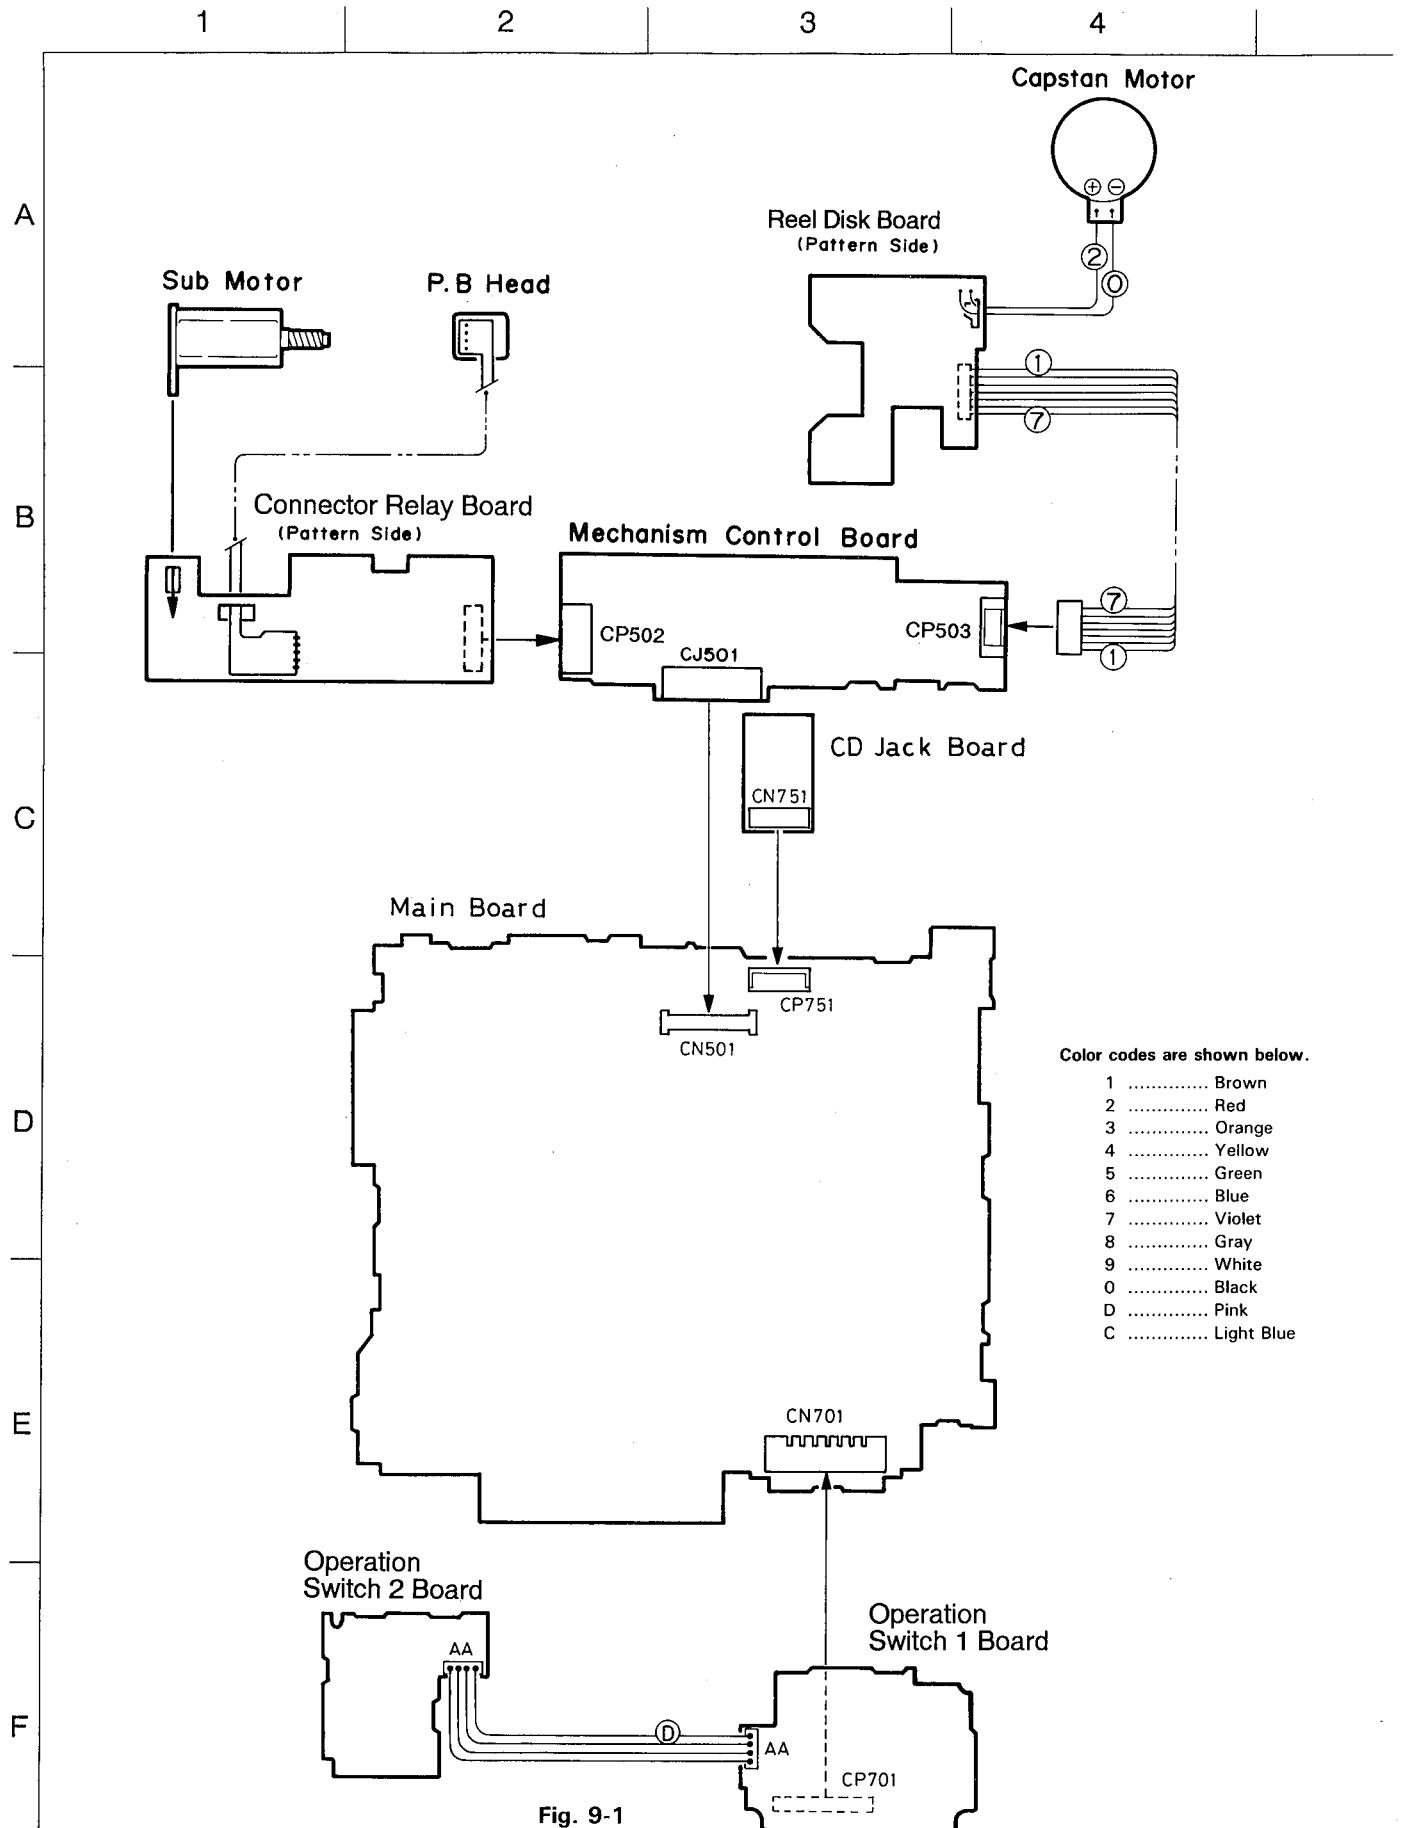 1 2 3 4
Capstan Motor
⊕ ⊖
A
Reel Disk Board
(Pattern Side)
2
0
Sub Motor
P.B Head
1
7
B
Connector Relay Board
(Pattern Side)
Mechanism Control Board
CP502
CJ501
CP503
7
1
CD Jack Board
CN751
C
Main Board
CP751
CN501
Color codes are shown below.
1 ............. Brown
2 ............. Red
3 ............. Orange
4 ............. Yellow
5 ............. Green
6 ............. Blue
7 ............. Violet
8 ............. Gray
9 ............. White
0 ............. Black
D ............. Pink
C ............. Light Blue
D
E
CN701
Operation
Switch 2 Board
AA
Operation
Switch 1 Board
F
D
AA
CP701
Fig. 9-1